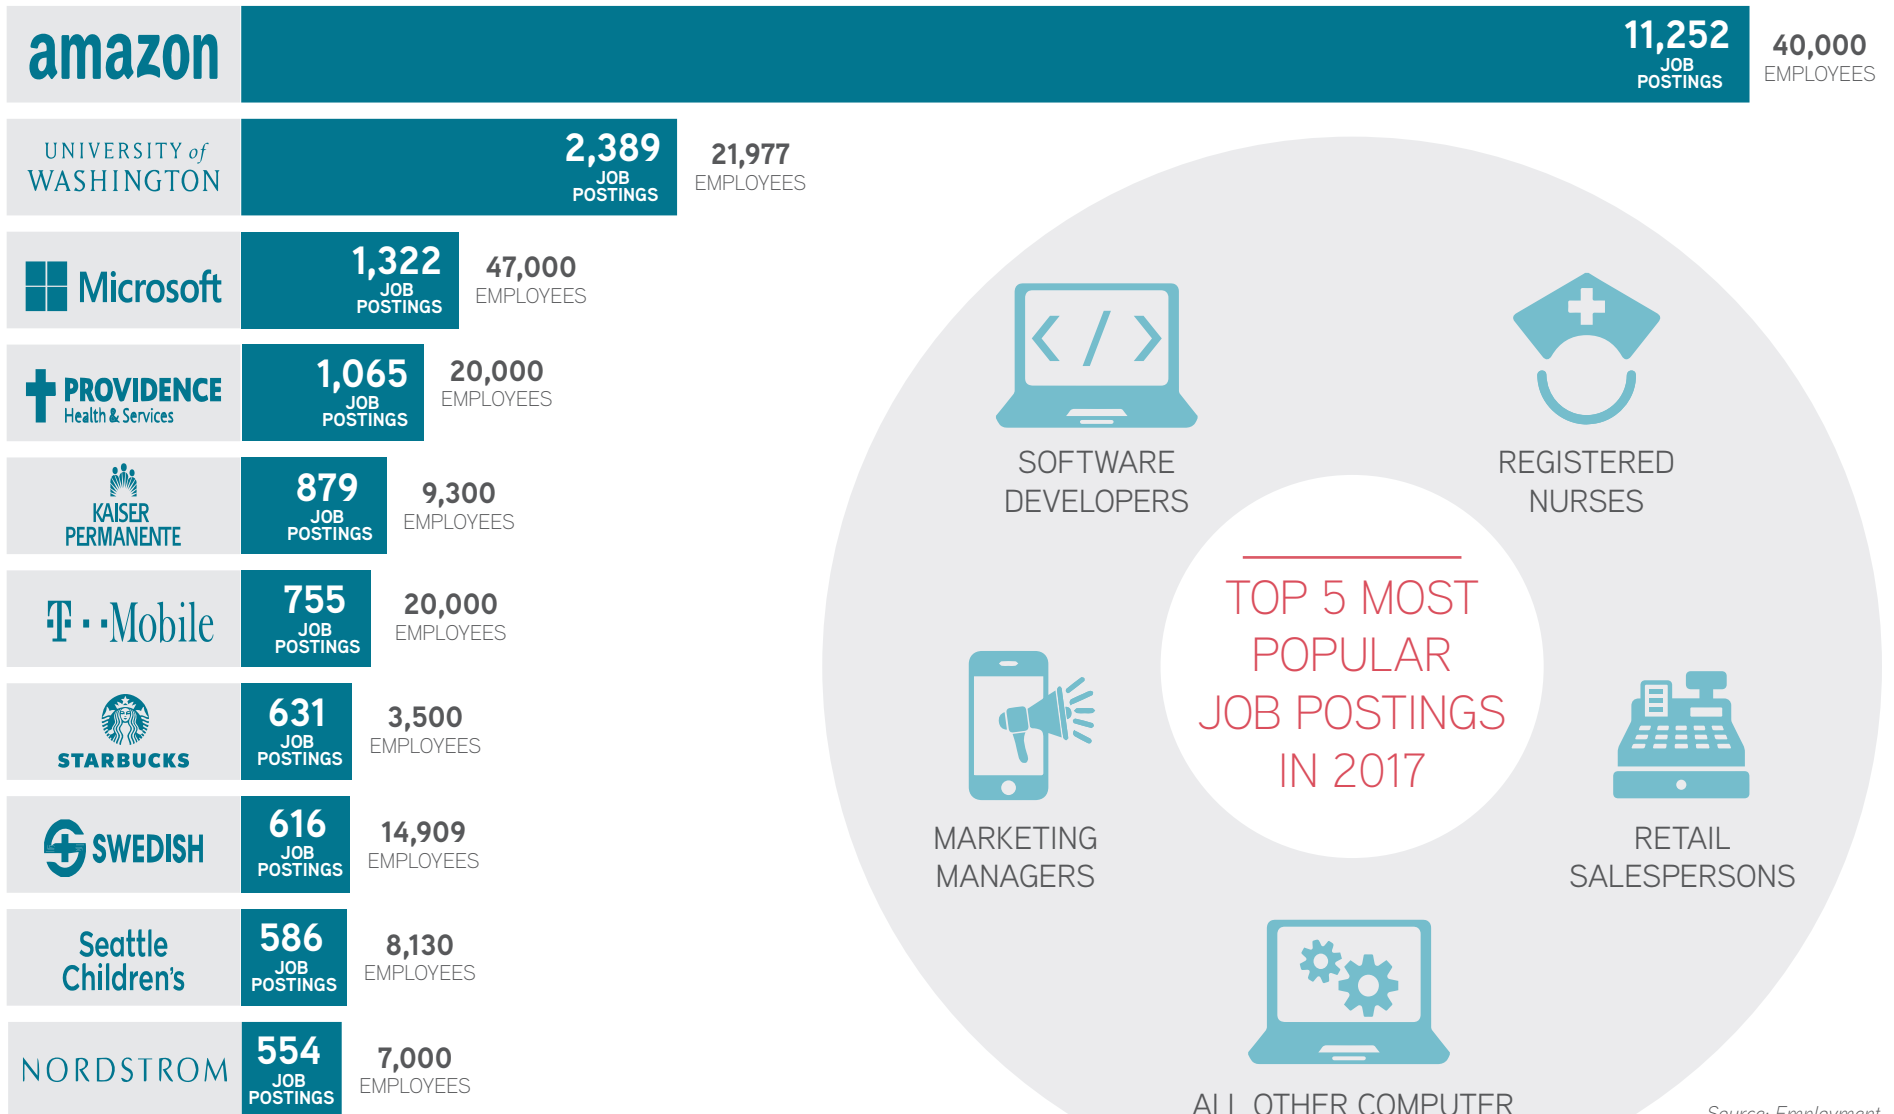 amazon
11,252
JOB
POSTINGS
40,000
EMPLOYEES
UNIVERSITY of
WASHINGTON
2,389
JOB
POSTINGS
21,977
EMPLOYEES
Microsoft
1,322
JOB
POSTINGS
47,000
EMPLOYEES
PROVIDENCE
Health & Services
1,065
JOB
POSTINGS
20,000
EMPLOYEES
KAISER
PERMANENTE
879
JOB
POSTINGS
9,300
EMPLOYEES
T··Mobile
755
JOB
POSTINGS
20,000
EMPLOYEES
STARBUCKS
631
JOB
POSTINGS
3,500
EMPLOYEES
SWEDISH
616
JOB
POSTINGS
14,909
EMPLOYEES
Seattle
Children's
586
JOB
POSTINGS
8,130
EMPLOYEES
NORDSTROM
554
JOB
POSTINGS
7,000
EMPLOYEES
SOFTWARE
DEVELOPERS
REGISTERED
NURSES
TOP 5 MOST
POPULAR
JOB POSTINGS
IN 2017
MARKETING
MANAGERS
RETAIL
SALESPERSONS
ALL OTHER COMPUTER
Source: Employment